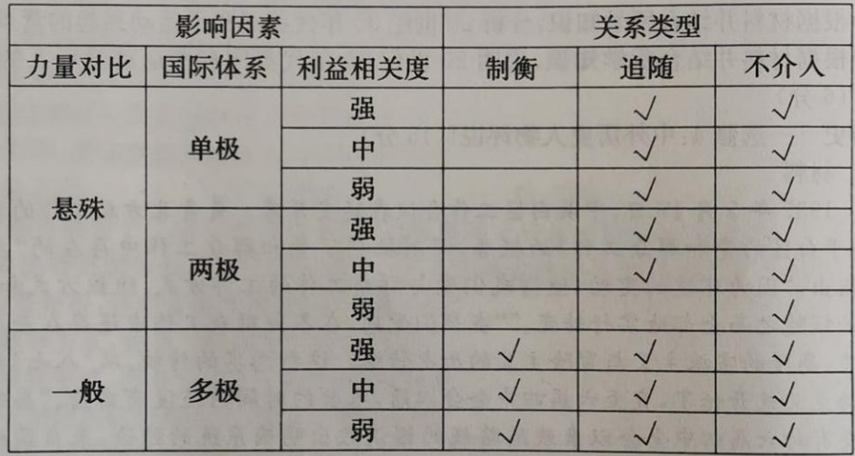 影响因素 关系类型
力量对比 国际体系 利益相关度 制衡 追随 不介人
强 √ √
单极 中 √ √
弱 √ √
悬殊
强 √ √
两极 中 √ √
弱 √
强 √ √ √
一般 多极 中 √ √ √
弱 √ √ √